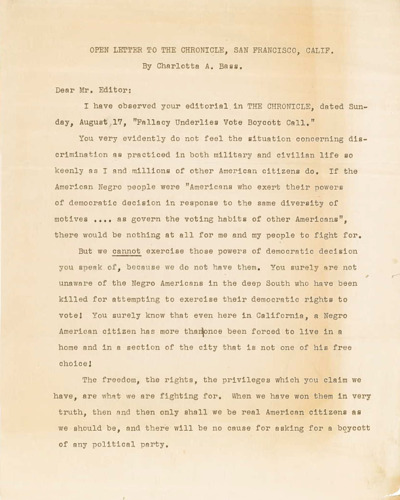 OPEN LETTER TO THE CHRONICLE, SAN FRANCISCO, CALIF.
By Charlotta A. Bass.
Dear Mr. Editor:
I have observed your editorial in THE CHRONICLE, dated Sun-
day, August 17, "Fallacy Underlies Vote Boycott Call."
You very evidently do not feel the situation concerning dis-
crimination as practiced in both military and civilian life so
keenly as I and millions of other American citizens do. If the
American Negro people were "Americans who exert their powers
of democratic decision in response to the same diversity of
motives .... as govern the voting habits of other Americans",
there would be nothing at all for me and my people to fight for.
But we cannot exercise those powers of democratic decision
you speak of, because we do not have them. You surely are not
unaware of the Negro Americans in the deep South who have been
killed for attempting to exercise their democratic rights to
vote! You surely know that even here in California, a Negro
American citizen has more than|once been forced to live in a
home and in a section of the city that is not one of his free
choice!
The freedom, the rights, the privileges which you claim we
have, are what we are fighting for. When we have won them in very
truth, then and then only shall we be real American citizens as
we should be, and there will be no cause for asking for a boycott
of any political party.